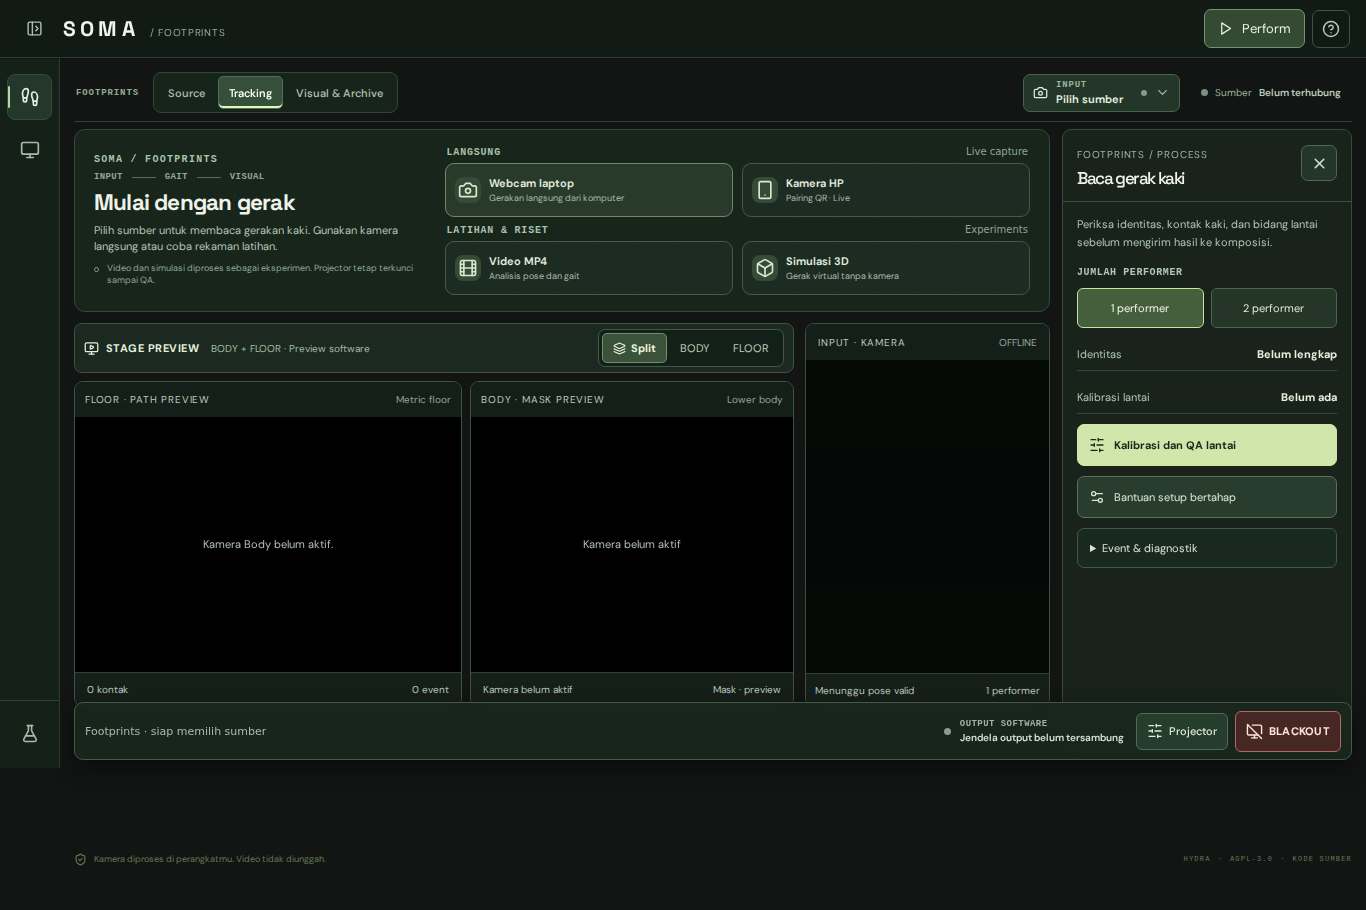 SOMA / FOOTPRINTS
Perform
FOOTPRINTS
Source
Tracking
Visual & Archive
INPUT
Pilih sumber
Sumber Belum terhubung
SOMA / FOOTPRINTS
INPUT GAIT VISUAL
Mulai dengan gerak
Pilih sumber untuk membaca gerakan kaki. Gunakan kamera
langsung atau coba rekaman latihan.
Video dan simulasi diproses sebagai eksperimen. Projector tetap terkunci
sampai QA.
LANGSUNG
Live capture
Webcam laptop
Gerakan langsung dari komputer
Kamera HP
Pairing QR · Live
LATIHAN & RISET
Experiments
Video MP4
Analisis pose dan gait
Simulasi 3D
Gerak virtual tanpa kamera
STAGE PREVIEW
BODY + FLOOR · Preview software
Split
BODY
FLOOR
FLOOR · PATH PREVIEW
Metric floor
Kamera Body belum aktif.
0 kontak
0 event
BODY · MASK PREVIEW
Lower body
Kamera belum aktif
Kamera belum aktif
Mask · preview
INPUT · KAMERA
OFFLINE
Menunggu pose valid
1 performer
FOOTPRINTS / PROCESS
Baca gerak kaki
Periksa identitas, kontak kaki, dan bidang lantai
sebelum mengirim hasil ke komposisi.
JUMLAH PERFORMER
1 performer
2 performer
Identitas
Belum lengkap
Kalibrasi lantai
Belum ada
Kalibrasi dan QA lantai
Bantuan setup bertahap
Event & diagnostik
Footprints · siap memilih sumber
OUTPUT SOFTWARE
Jendela output belum tersambung
Projector
BLACKOUT
Kamera diproses di perangkatmu. Video tidak diunggah.
HYDRA · AGPL-3.0 · KODE SUMBER